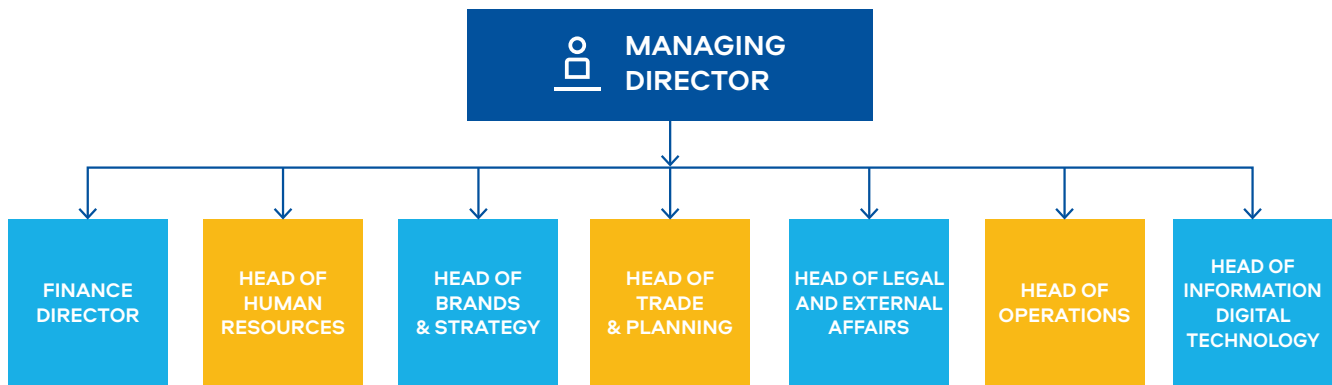 MANAGING
DIRECTOR
FINANCE
DIRECTOR
HEAD OF
HUMAN
RESOURCES
HEAD OF
BRANDS
& STRATEGY
HEAD OF
TRADE
& PLANNING
HEAD OF LEGAL
AND EXTERNAL
AFFAIRS
HEAD OF
OPERATIONS
HEAD OF
INFORMATION
DIGITAL
TECHNOLOGY